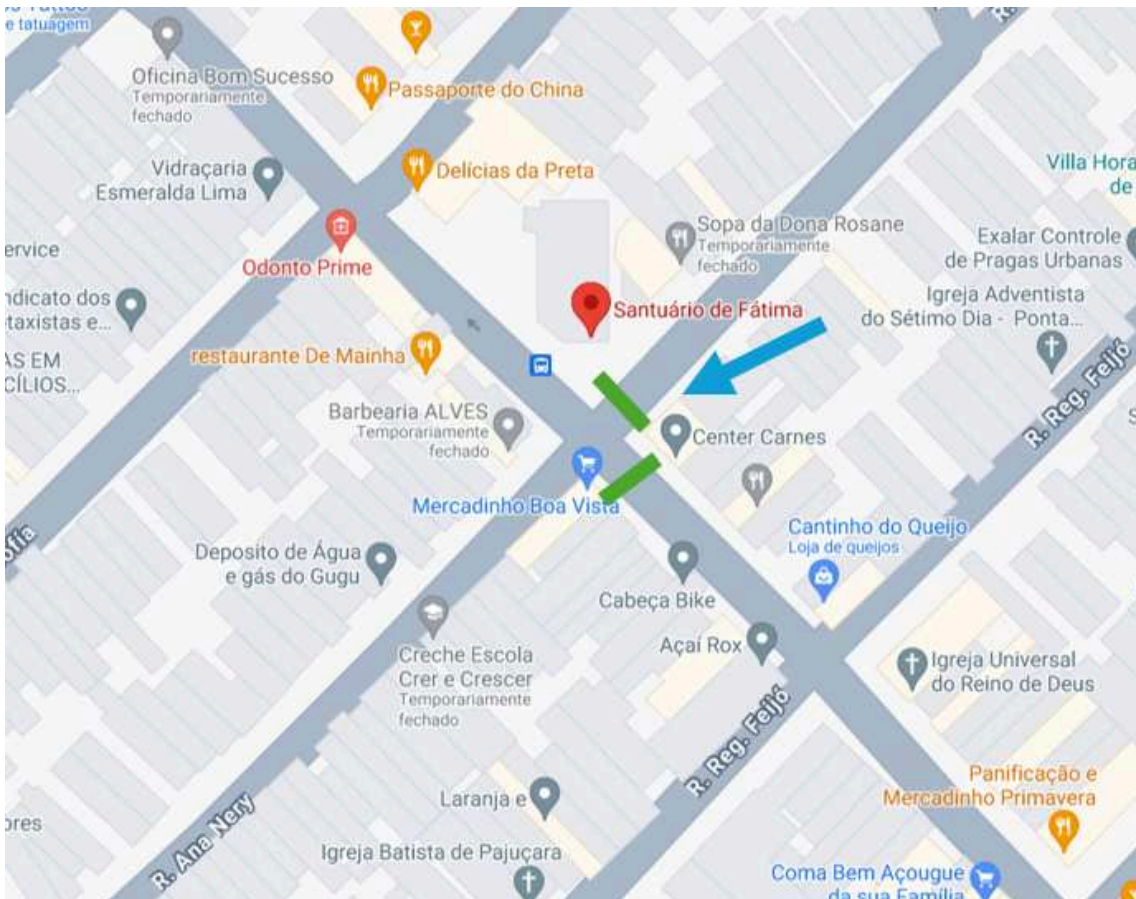 e tatuagem
Oficina Bom Sucesso
Temporariamente
fechado
Passaporte do China
Vidraçaria
Esmeralda Lima
Delícias da Preta
Odonto Prime
Sopa da Dona Rosane
Temporariamente
fechado
Villa Hora
de
Exalar Controle
de Pragas Urbanas
ervice
ndicato dos
taxistas e...
Santuário de Fátima
Igreja Adventista
do Sétimo Dia - Ponta...
AS EM
CÍLIOS...
restaurante De Mainha
R. Reg. Feijó
Barbearia ALVES
Temporariamente
fechado
Center Carnes
Mercadinho Boa Vista
Cantinho do Queijo
Loja de queijos
ofia
Deposito de Água
e gás do Gugu
Cabeça Bike
Açaí Rox
Creche Escola
Crer e Crescer
Temporariamente
fechado
Igreja Universal
do Reino de Deus
R. Reg. Feijó
Panificação e
Mercadinho Primavera
Laranja e
ores
R. Ana Nery
Igreja Batista de Pajuçara
Coma Bem Açougue
da sua Família